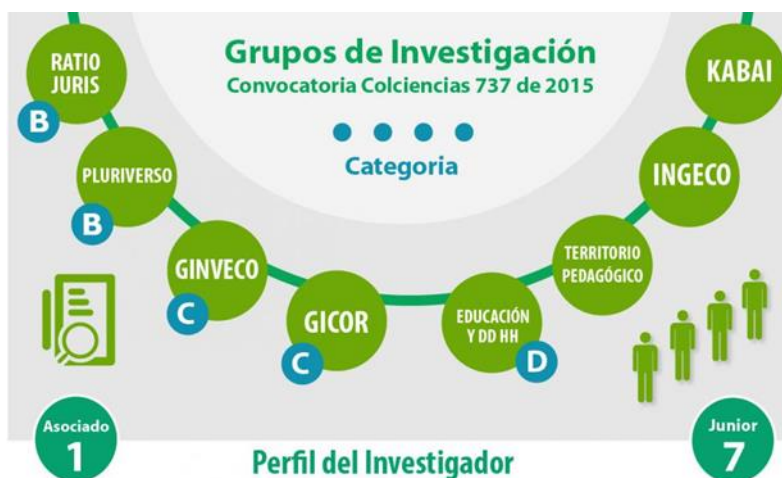 Grupos de Investigación
Convocatoria Colciencias 737 de 2015
Categoria
RATIO
JURIS
B
PLURIVERSO
B
GINVECO
C
GICOR
C
EDUCACIÓN
Y DD HH
D
TERRITORIO
PEDAGÓGICO
INGECO
KABAI
Asociado
1
Perfil del Investigador
Junior
7